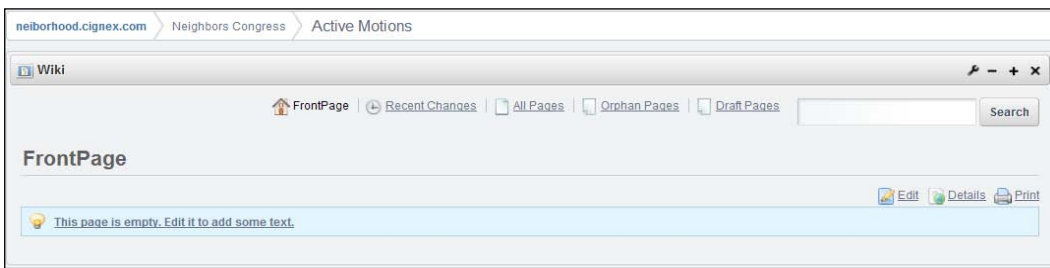 neiborhood.cignex.com Neighbors Congress Active Motions
Wiki
FrontPage Recent Changes All Pages Orphan Pages Draft Pages Search
FrontPage
Edit Details Print
This page is empty. Edit it to add some text.